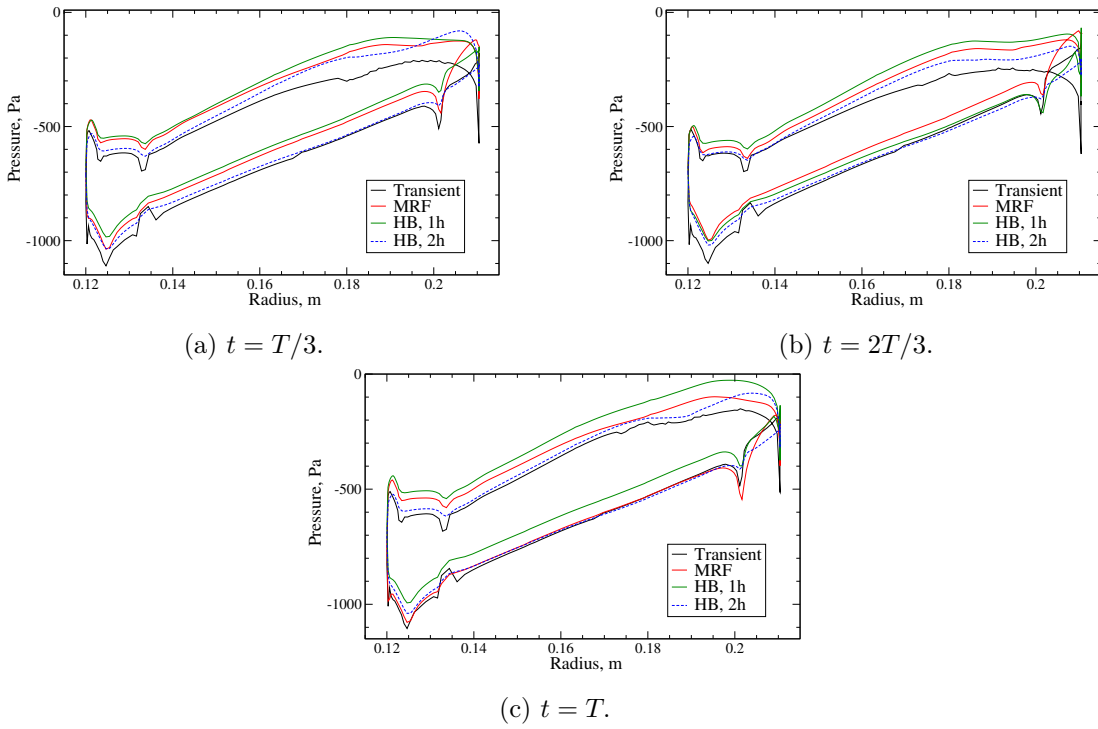 0
-500
-1000
Pressure, Pa
0.12 0.14 0.16 0.18 0.2
Radius, m
Transient
MRF
HB, 1h
HB, 2h
(a) t = T/3.
0
-500
-1000
Pressure, Pa
0.12 0.14 0.16 0.18 0.2
Radius, m
Transient
MRF
HB, 1h
HB, 2h
(b) t = 2T/3.
0
-500
-1000
Pressure, Pa
0.12 0.14 0.16 0.18 0.2
Radius, m
Transient
MRF
HB, 1h
HB, 2h
(c) t = T.